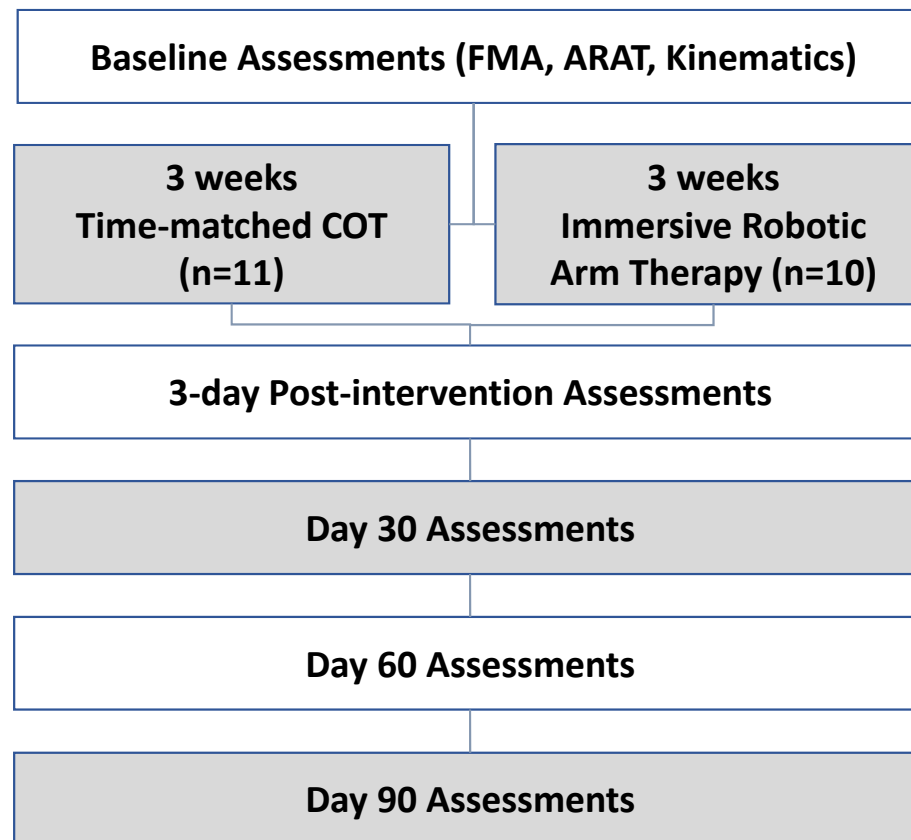 Baseline Assessments (FMA, ARAT, Kinematics)
3 weeks
Time-matched COT
(n=11)
3 weeks
Immersive Robotic
Arm Therapy (n=10)
3-day Post-intervention Assessments
Day 30 Assessments
Day 60 Assessments
Day 90 Assessments